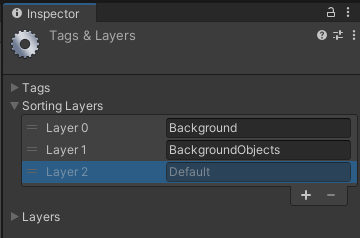 Inspector
Tags & Layers
Tags
Sorting Layers
Layer 0 Background
Layer 1 BackgroundObjects
Layer 2 Default
Layers